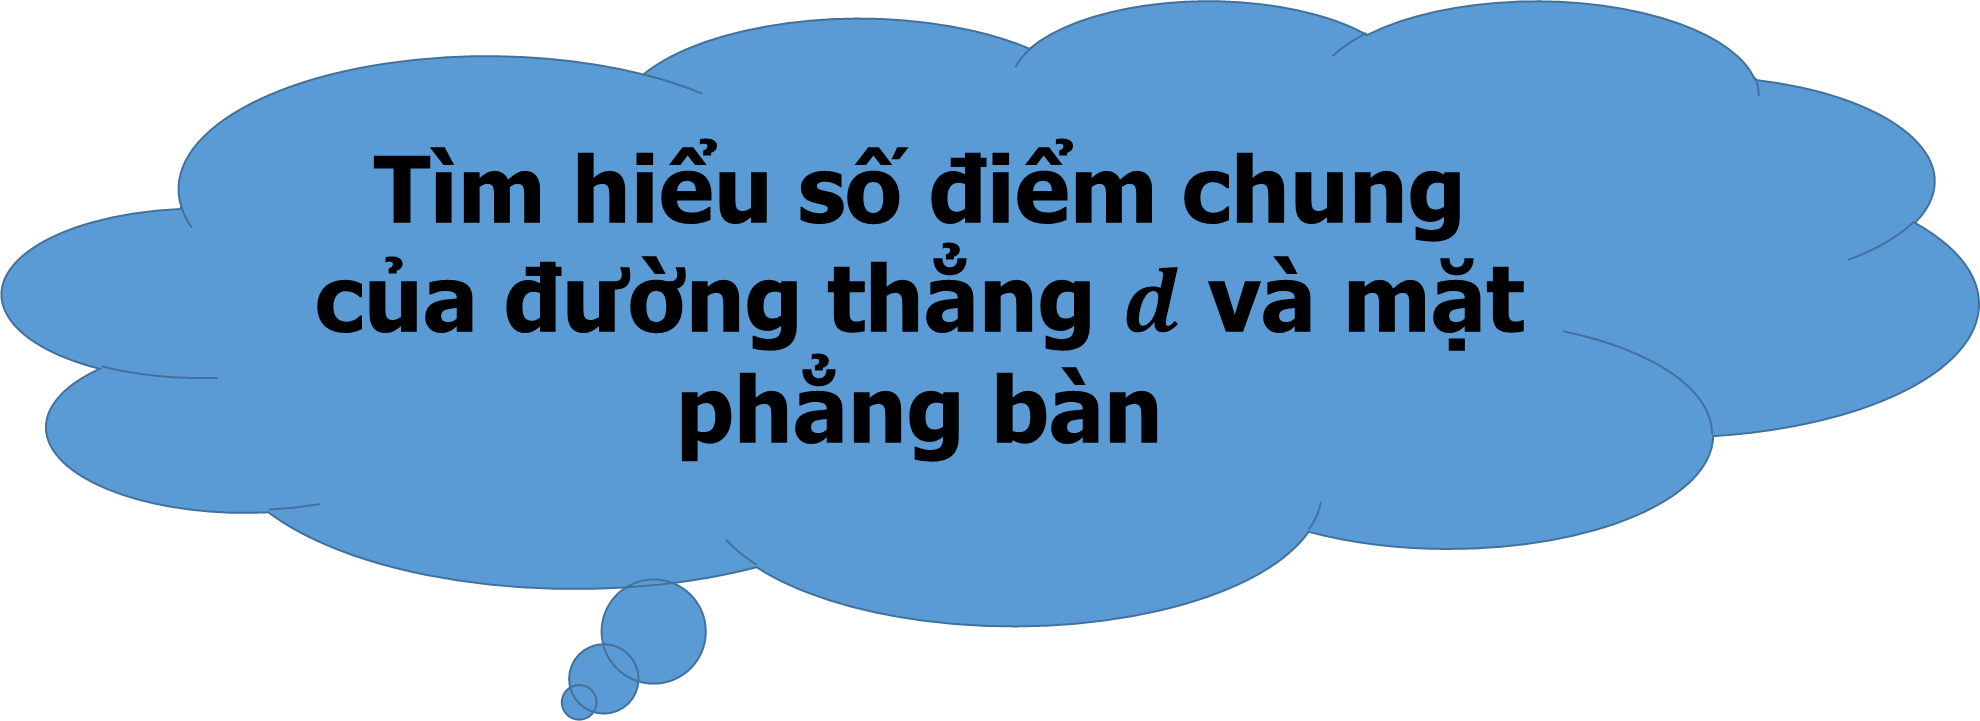 Tìm hiểu số điểm chung
của đường thẳng d và mặt
phẳng bàn